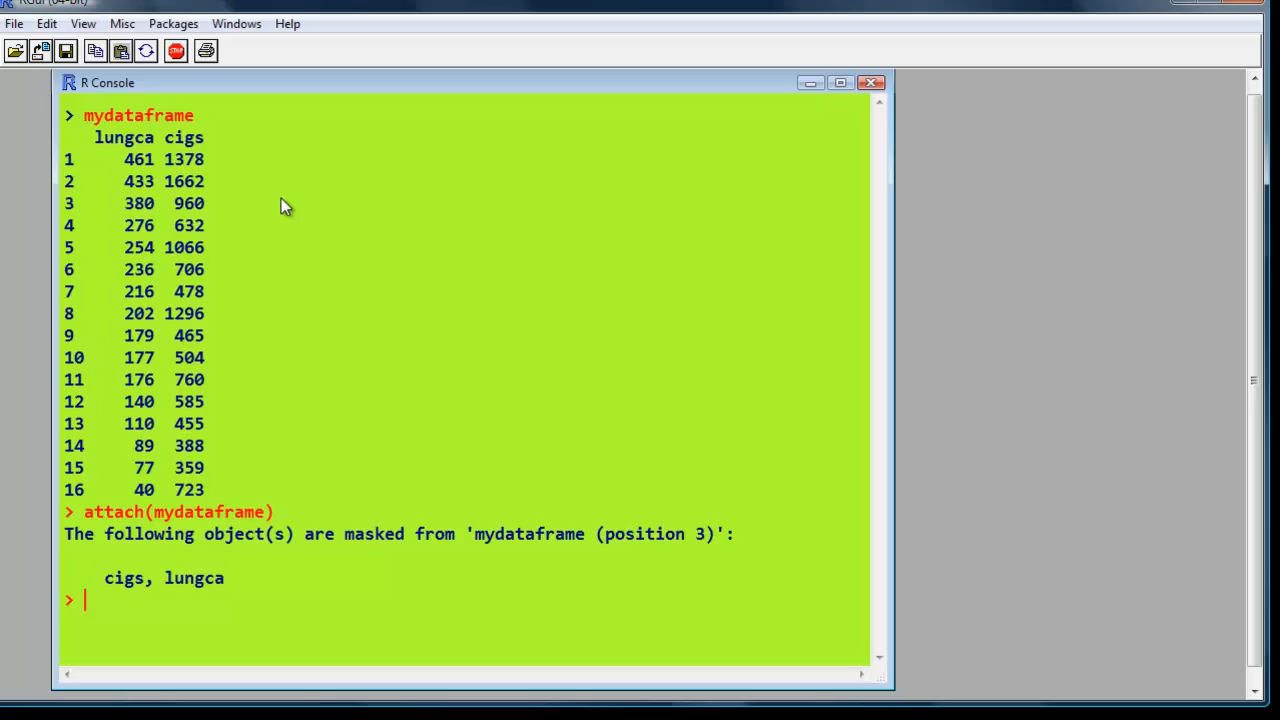 RGui (64-bit)
File Edit View Misc Packages Windows Help
STOP
R Console
> mydataframe
lungca cigs
1 461 1378
2 433 1662
3 380 960
4 276 632
5 254 1066
6 236 706
7 216 478
8 202 1296
9 179 465
10 177 504
11 176 760
12 140 585
13 110 455
14 89 388
15 77 359
16 40 723
> attach(mydataframe)
The following object(s) are masked from 'mydataframe (position 3)':
cigs, lungca
>